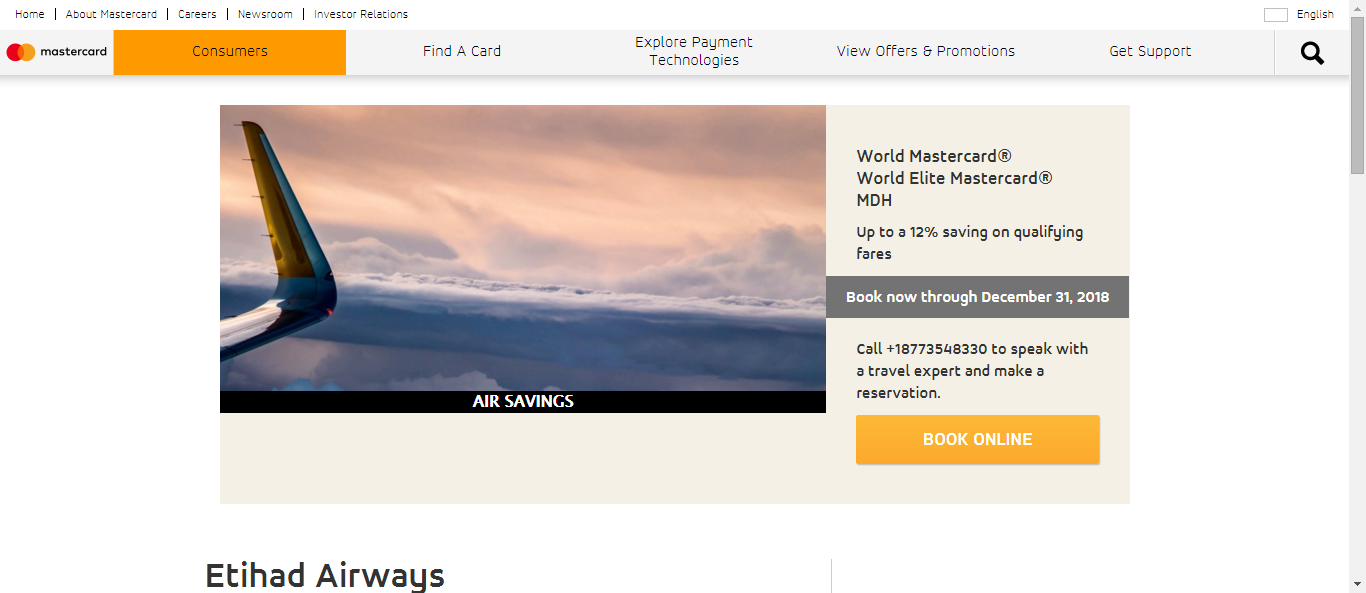 Home
About Mastercard
Careers
Newsroom
Investor Relations
English
mastercard
Consumers
Find A Card
Explore Payment
Technologies
View Offers & Promotions
Get Support
World Mastercard®
World Elite Mastercard®
MDH
Up to a 12% saving on qualifying
fares
Book now through December 31, 2018
Call +18773548330 to speak with
a travel expert and make a
reservation.
BOOK ONLINE
AIR SAVINGS
Etihad Airways